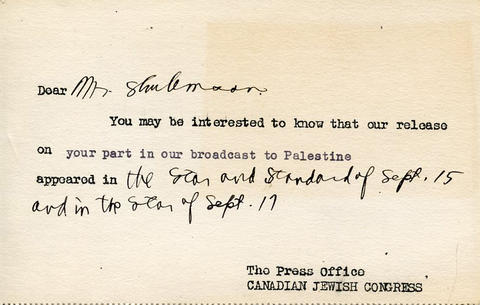 Dear Mr. Shulemson.
You may be interested to know that our release
on your part in our broadcast to Palestine
appeared in the Star and Standard of Sept. 15
and in the Star of Sept. 17
The Press Office
CANADIAN JEWISH CONGRESS